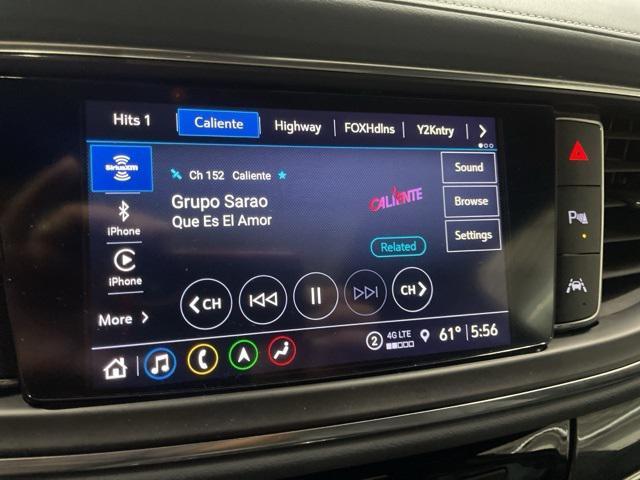 Hits 1 Caliente Highway FOXHdlns Y2Kntry
SiriusXM
Ch 152 Caliente
Grupo Sarao
Que Es El Amor
CALIENTE
Related
Sound
Browse
Settings
iPhone
iPhone
More
CH
CH
2 4G LTE 61° 5:56
P